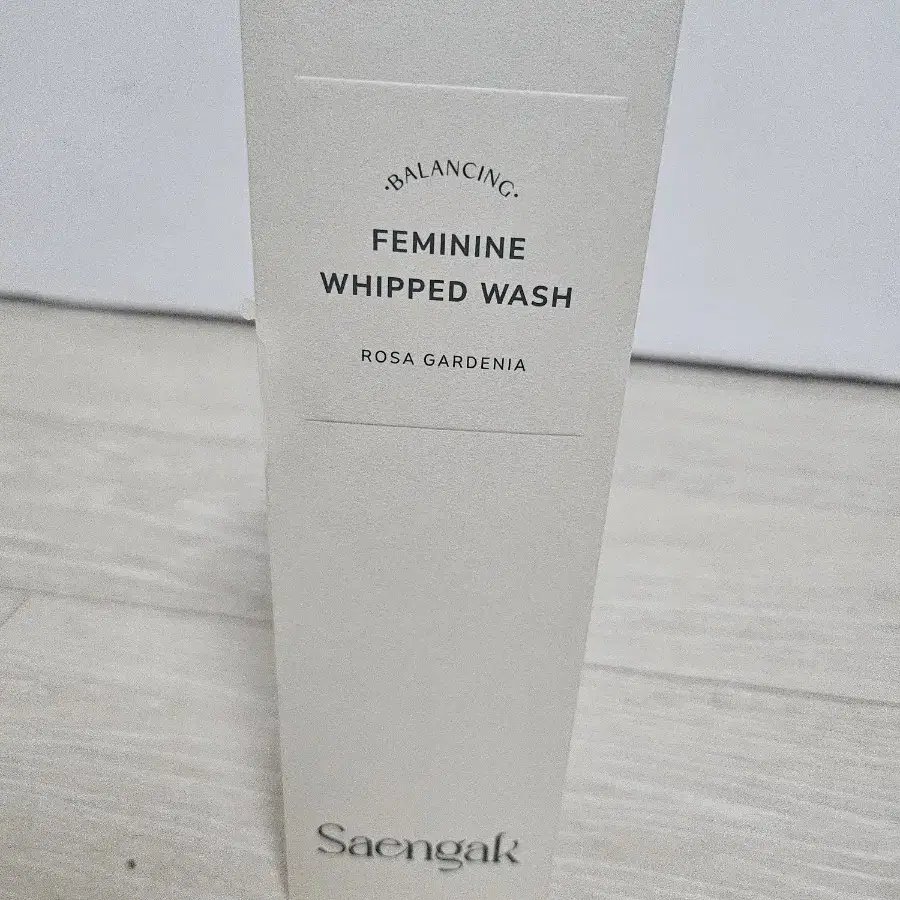 ·BALANCING·
FEMININE
WHIPPED WASH
ROSA GARDENIA
Saengak